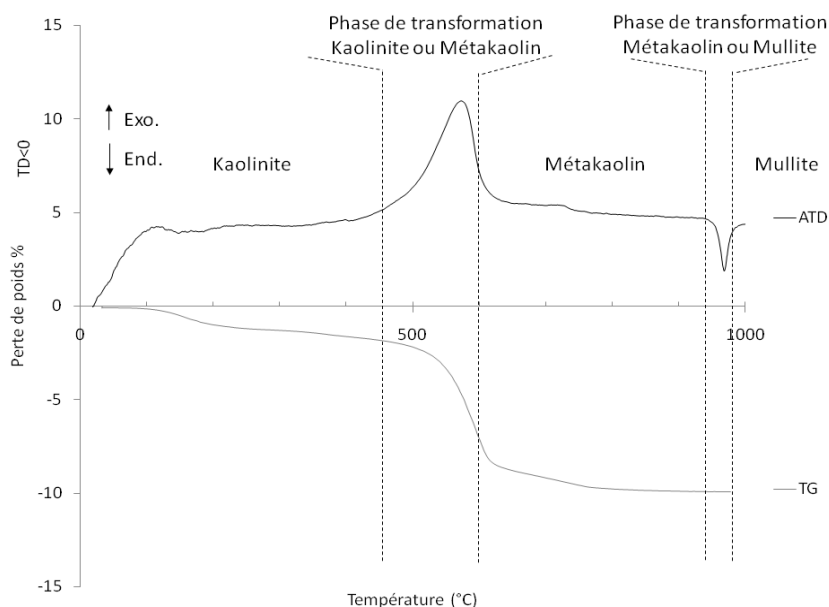 Phase de transformation
Kaolinite ou Métakaolin
Phase de transformation
Métakaolin ou Mullite
15
10
5
0
-5
-10
-15
TD<0
Perte de poids %
Exo.
End.
Kaolinite
Métakaolin
Mullite
ATD
0
500
1000
TG
Température (°C)